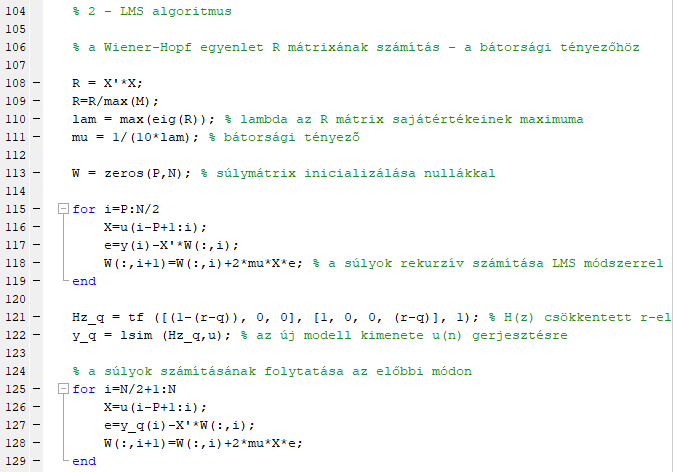 104 % 2 - LMS algoritmus
105
106 % a Wiener-Hopf egyenlet R mátrixának számítás - a bátorsági tényezőhöz
107
108 - R = X'*X;
109 - R=R/max(M);
110 - lam = max(eig(R)); % lambda az R mátrix sajátértékeinek maximuma
111 - mu = 1/(10*lam); % bátorsági tényező
112
113 - W = zeros(P,N); % súlymátrix inicializálása nullákkal
114
115 - for i=P:N/2
116 - X=u(i-P+1:i);
117 - e=y(i)-X'*W(:,i);
118 - W(:,i+1)=W(:,i)+2*mu*X*e; % a súlyok rekurzív számítása LMS módszerrel
119 - end
120
121 - Hz_q = tf ([(1-(r-q)), 0, 0], [1, 0, 0, (r-q)], 1); % H(z) csökkentett r-el
122 - y_q = lsim (Hz_q,u); % az új modell kimenete u(n) gerjesztésre
123
124 % a súlyok számításának folytatása az előbbi módon
125 - for i=N/2+1:N
126 - X=u(i-P+1:i);
127 - e=y_q(i)-X'*W(:,i);
128 - W(:,i+1)=W(:,i)+2*mu*X*e;
129 - end